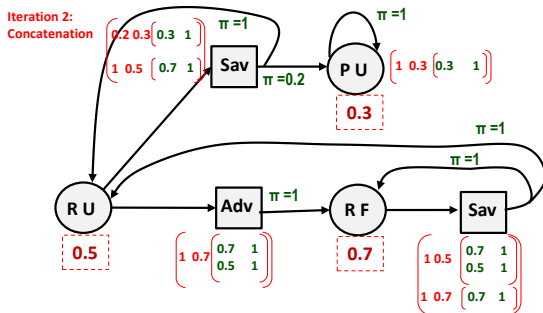 Iteration 2:
Concatenation
π =1
π =1
0.2 0.3 0.3 1
1 0.5 0.7 1
Sav
π =0.2
P U
1 0.3 0.3 1
0.3
π =1
π =1
R U
Adv
π =1
R F
Sav
0.5
1 0.7 0.7 1
0.5 1
0.7
1 0.5 0.7 1
0.5 1
1 0.7 0.7 1